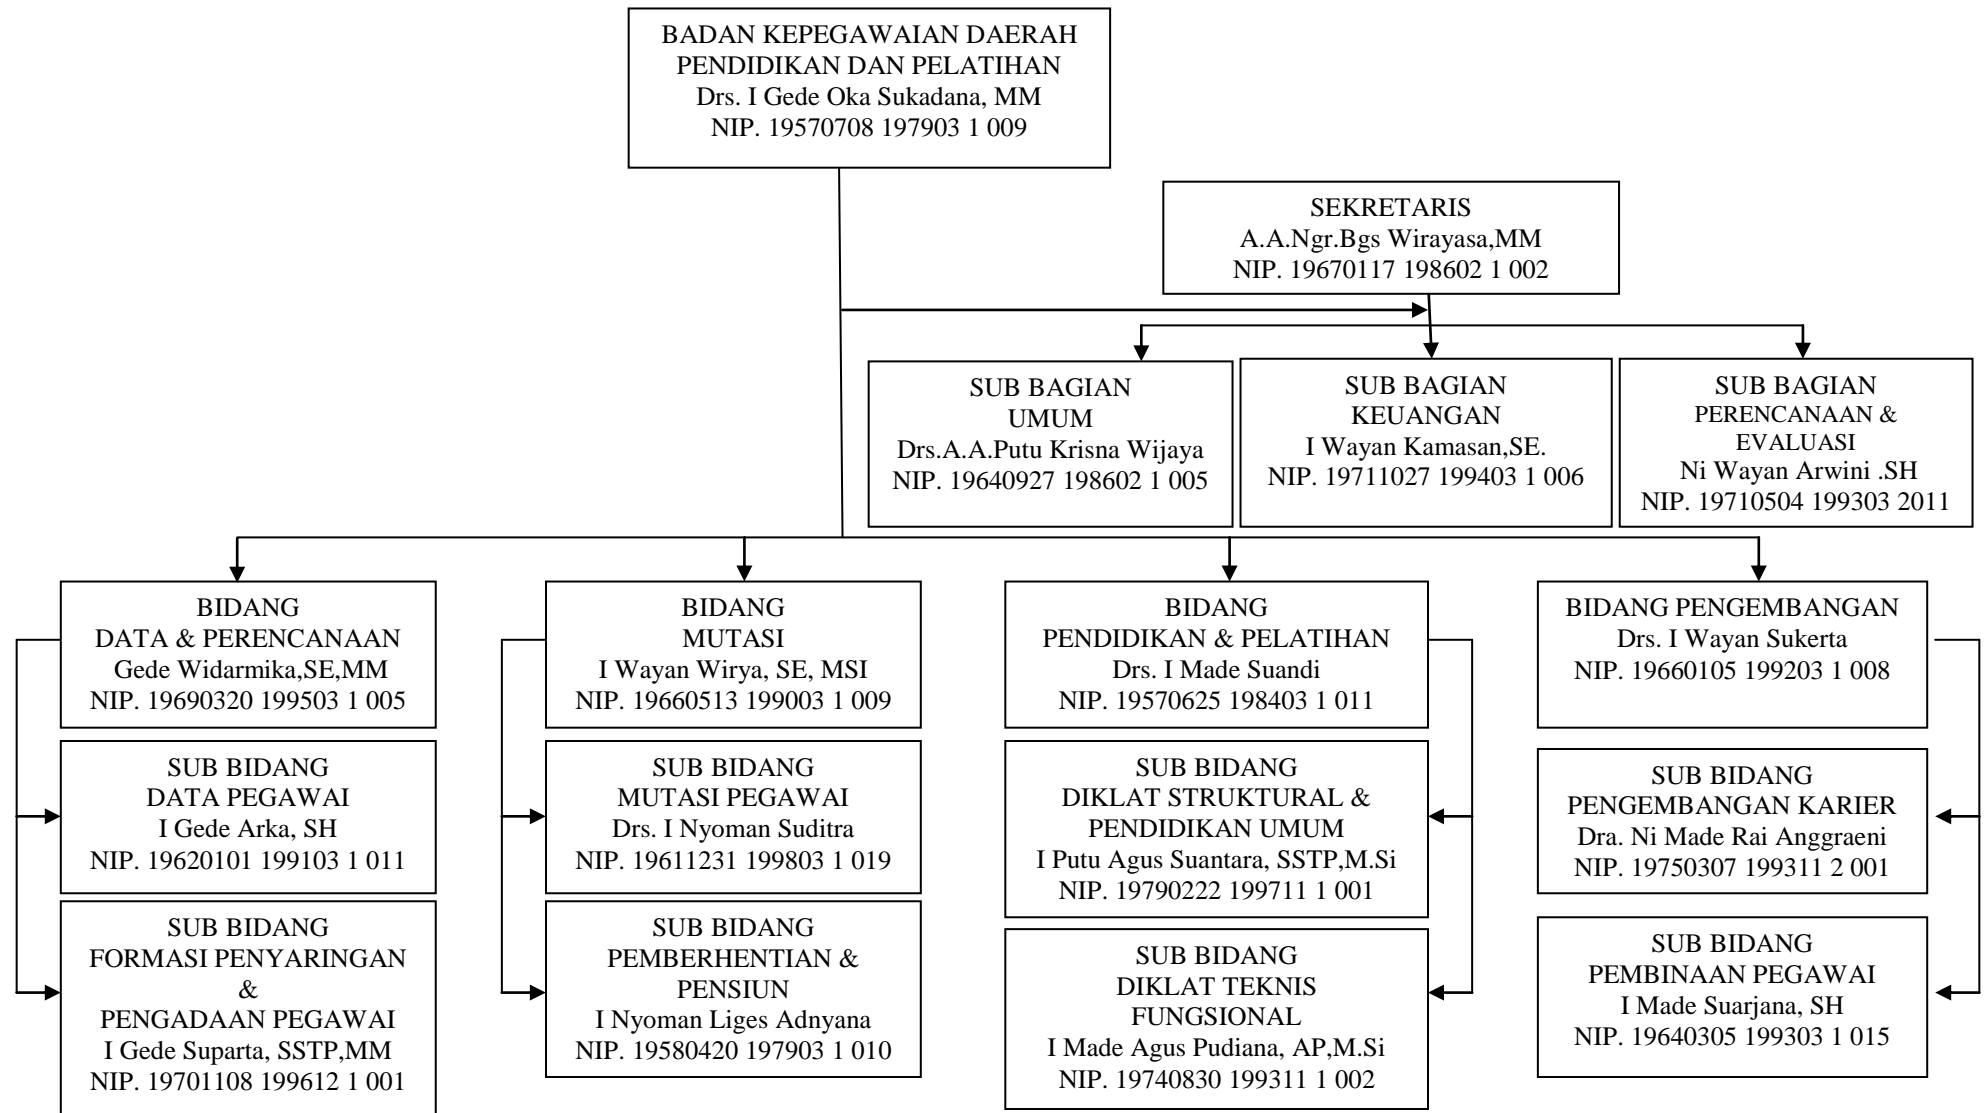 BADAN KEPEGAWAIAN DAERAH
PENDIDIKAN DAN PELATIHAN
Drs. I Gede Oka Sukadana, MM
NIP. 19570708 197903 1 009
SEKRETARIS
A.A.Ngr.Bgs Wirayasa,MM
NIP. 19670117 198602 1 002
SUB BAGIAN
UMUM
Drs.A.A.Putu Krisna Wijaya
NIP. 19640927 198602 1 005
SUB BAGIAN
KEUANGAN
I Wayan Kamasan,SE.
NIP. 19711027 199403 1 006
SUB BAGIAN
PERENCANAAN &
EVALUASI
Ni Wayan Arwini .SH
NIP. 19710504 199303 2011
BIDANG
DATA & PERENCANAAN
Gede Widarmika,SE,MM
NIP. 19690320 199503 1 005
BIDANG
MUTASI
I Wayan Wirya, SE, MSI
NIP. 19660513 199003 1 009
BIDANG
PENDIDIKAN & PELATIHAN
Drs. I Made Suandi
NIP. 19570625 198403 1 011
BIDANG PENGEMBANGAN
Drs. I Wayan Sukerta
NIP. 19660105 199203 1 008
SUB BIDANG
DATA PEGAWAI
I Gede Arka, SH
NIP. 19620101 199103 1 011
SUB BIDANG
MUTASI PEGAWAI
Drs. I Nyoman Suditra
NIP. 19611231 199803 1 019
SUB BIDANG
DIKLAT STRUKTURAL &
PENDIDIKAN UMUM
I Putu Agus Suantara, SSTP,M.Si
NIP. 19790222 199711 1 001
SUB BIDANG
PENGEMBANGAN KARIER
Dra. Ni Made Rai Anggraeni
NIP. 19750307 199311 2 001
SUB BIDANG
FORMASI PENYARINGAN
&
PENGADAAN PEGAWAI
I Gede Suparta, SSTP,MM
NIP. 19701108 199612 1 001
SUB BIDANG
PEMBERHENTIAN &
PENSIUN
I Nyoman Liges Adnyana
NIP. 19580420 197903 1 010
SUB BIDANG
DIKLAT TEKNIS
FUNGSIONAL
I Made Agus Pudiana, AP,M.Si
NIP. 19740830 199311 1 002
SUB BIDANG
PEMBINAAN PEGAWAI
I Made Suarjana, SH
NIP. 19640305 199303 1 015